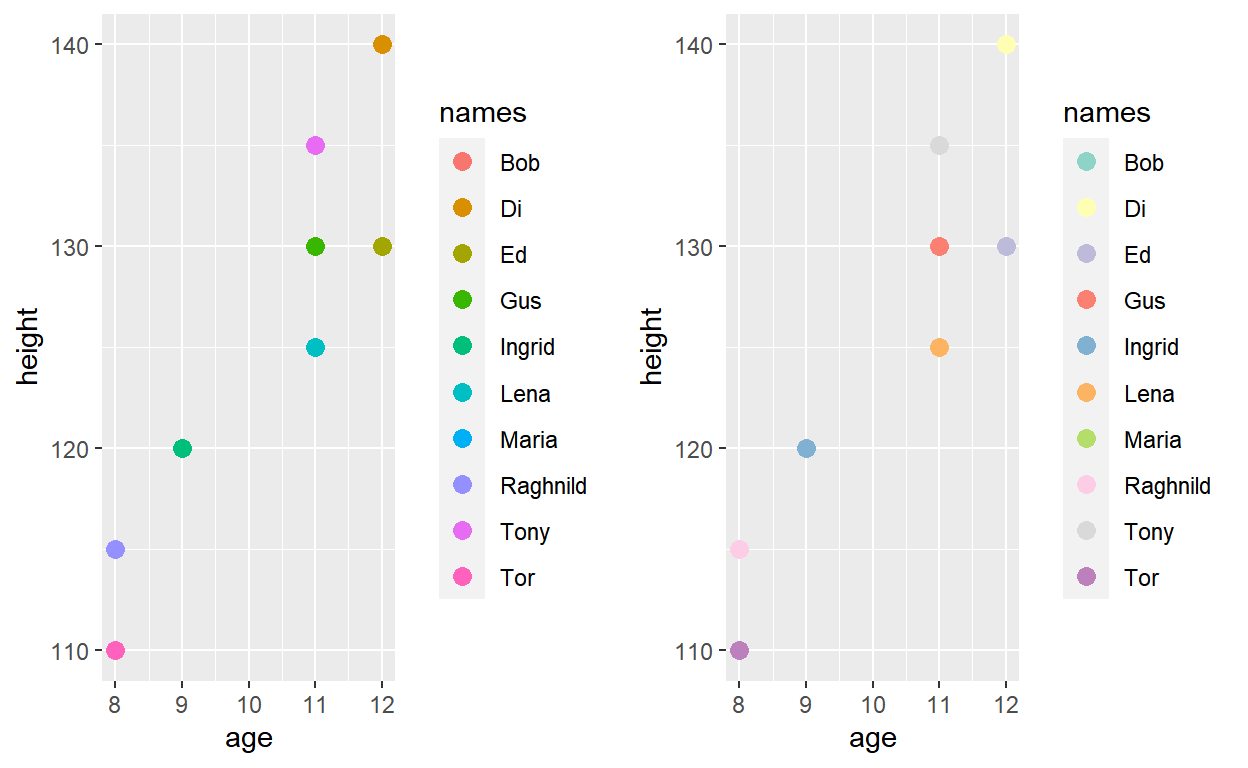 140
130
120
110
height
8 9 10 11 12
age
names
Bob
Di
Ed
Gus
Ingrid
Lena
Maria
Raghnild
Tony
Tor
140
130
120
110
height
8 9 10 11 12
age
names
Bob
Di
Ed
Gus
Ingrid
Lena
Maria
Raghnild
Tony
Tor